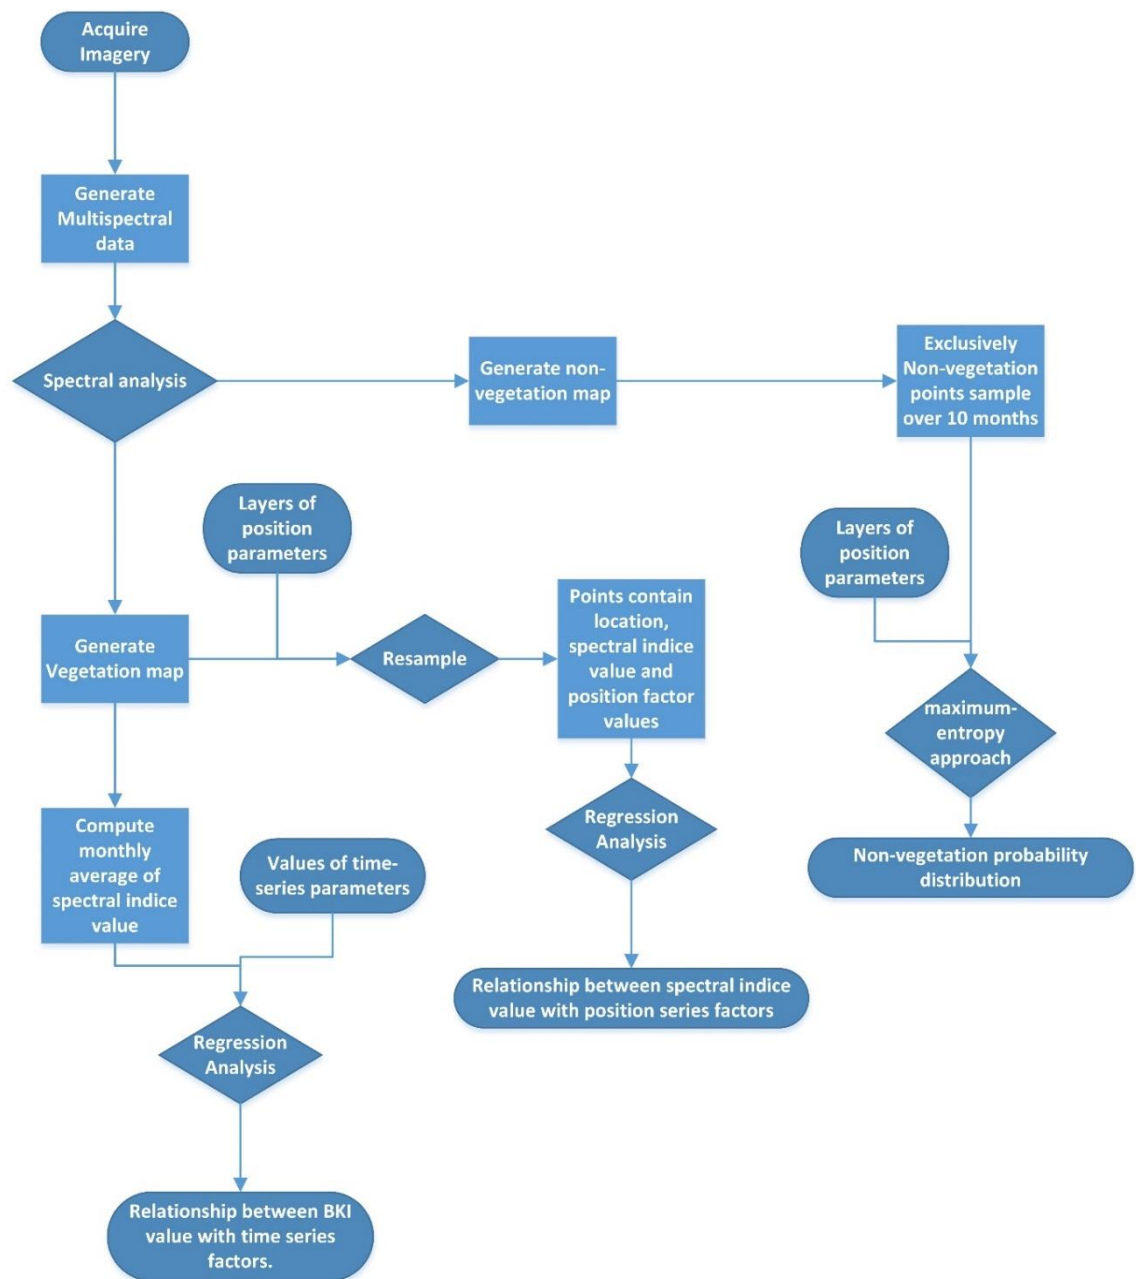 Acquire
Imagery
Generate
Multispectral
data
Spectral analysis
Generate non-
vegetation map
Exclusively
Non-vegetation
points sample
over 10 months
Layers of
position
parameters
Layers of
position
parameters
Generate
Vegetation map
Resample
Points contain
location,
spectral indice
value and
position factor
values
maximum-
entropy
approach
Compute
monthly
average of
spectral indice
value
Values of time-
series parameters
Regression
Analysis
Non-vegetation probability
distribution
Relationship between spectral indice
value with position series factors
Regression
Analysis
Relationship between BKI
value with time series
factors.